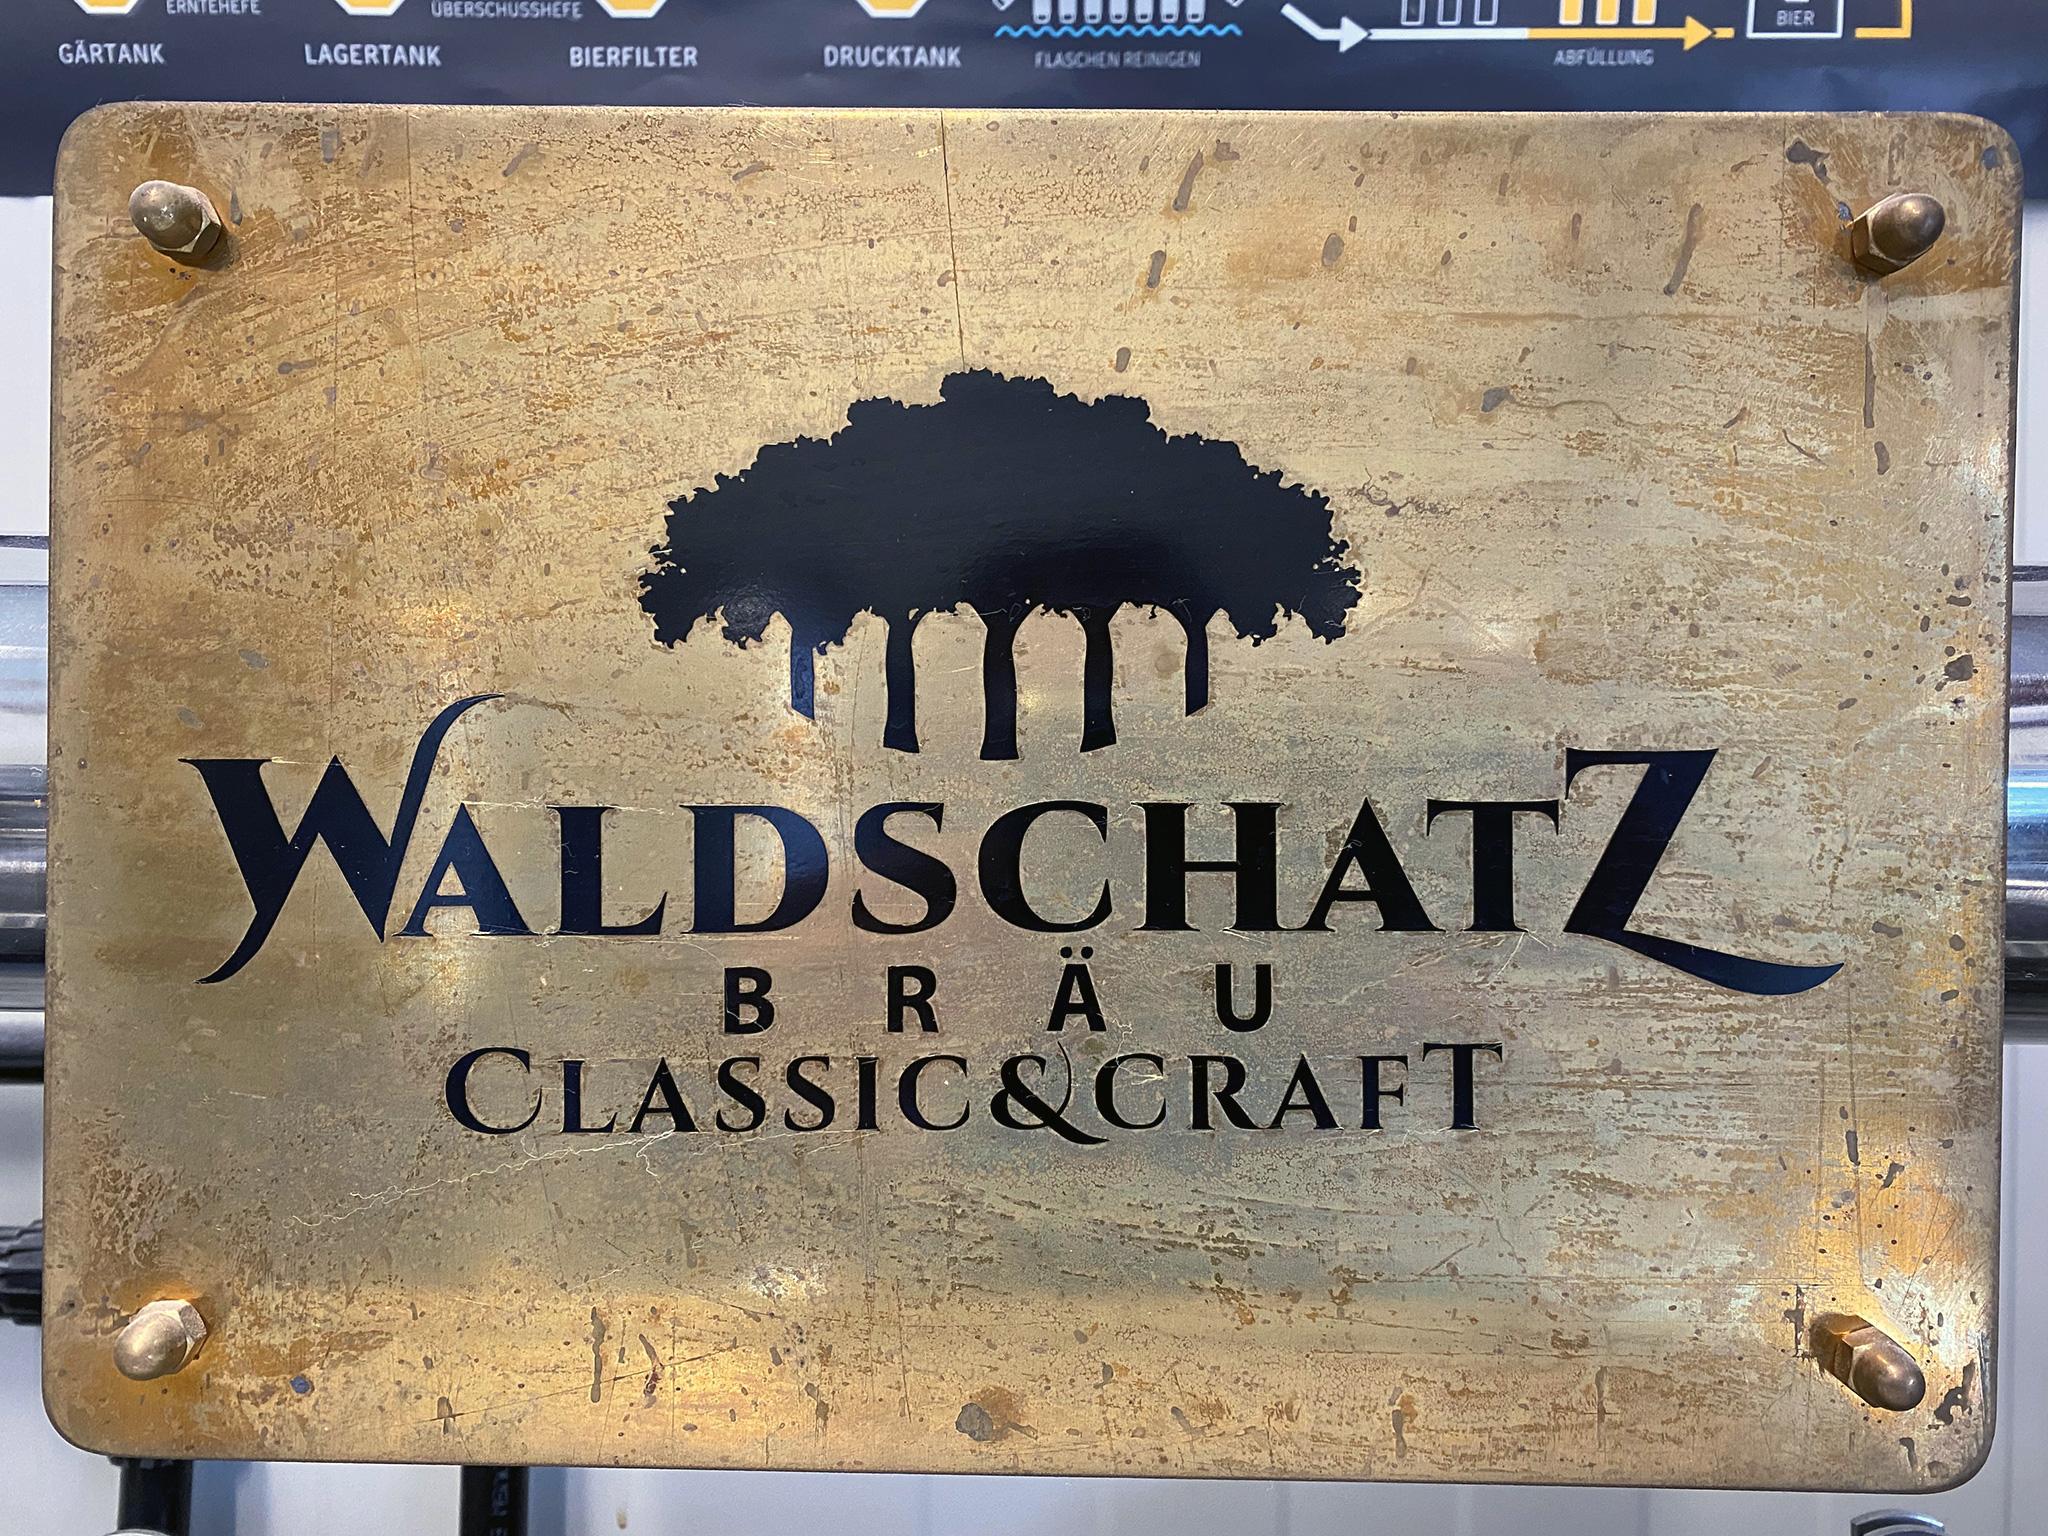 ERNTEHEFE
ÜBERSCHUSSHEFE
BIER
GÄRTANK
LAGERTANK
BIERFILTER
DRUCKTANK
FLASCHEN REINIGEN
ABFÜLLUNG
WALDSCHATZ
BRÄU
CLASSIC&CRAFT